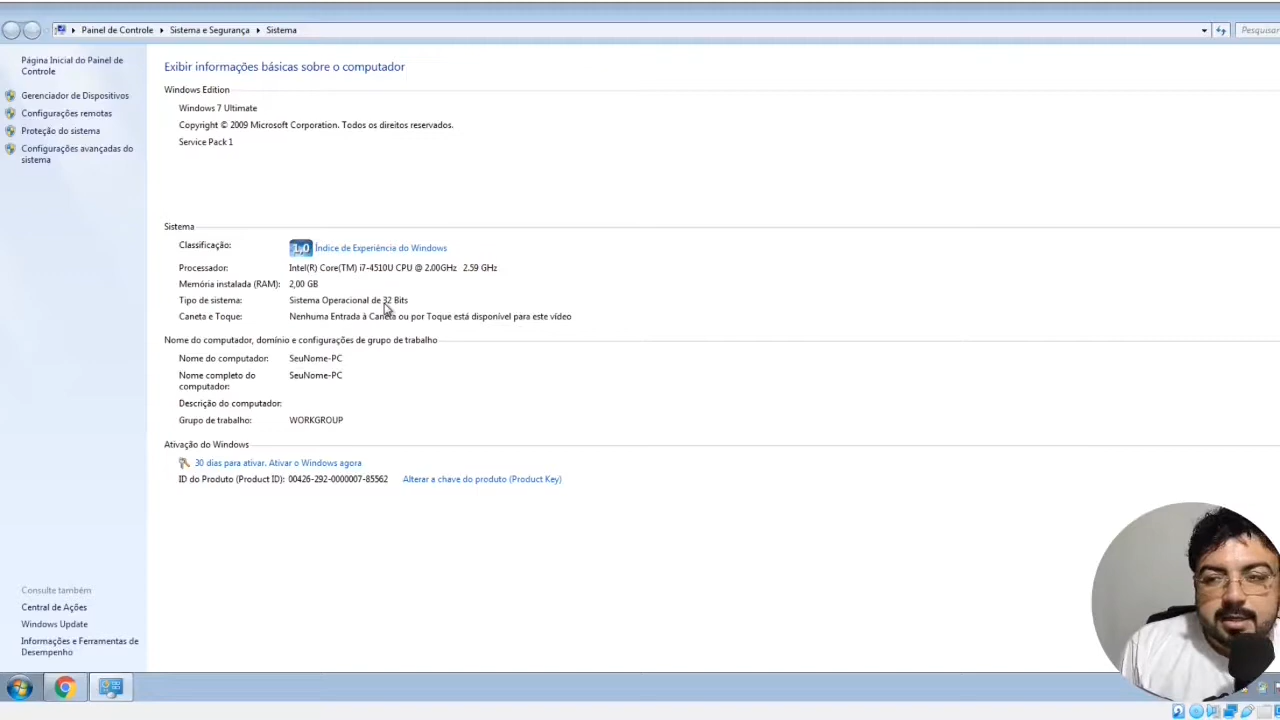 Painel de Controle Sistema e Segurança Sistema
Pesquisar
Página Inicial do Painel de
Controle
Gerenciador de Dispositivos
Configurações remotas
Proteção do sistema
Configurações avançadas do
sistema
Exibir informações básicas sobre o computador
Windows Edition
Windows 7 Ultimate
Copyright © 2009 Microsoft Corporation. Todos os direitos reservados.
Service Pack 1
Sistema
Classificação: 1,0 Índice de Experiência do Windows
Processador: Intel(R) Core(TM) i7-4510U CPU @ 2.00GHz 2.59 GHz
Memória instalada (RAM): 2,00 GB
Tipo de sistema: Sistema Operacional de 32 Bits
Caneta e Toque: Nenhuma Entrada à Caneta ou por Toque está disponível para este vídeo
Nome do computador, domínio e configurações de grupo de trabalho
Nome do computador: SeuNome-PC
Nome completo do SeuNome-PC
computador:
Descrição do computador:
Grupo de trabalho: WORKGROUP
Ativação do Windows
30 dias para ativar. Ativar o Windows agora
ID do Produto (Product ID): 00426-292-0000007-85562 Alterar a chave do produto (Product Key)
Consulte também
Central de Ações
Windows Update
Informações e Ferramentas de
Desempenho